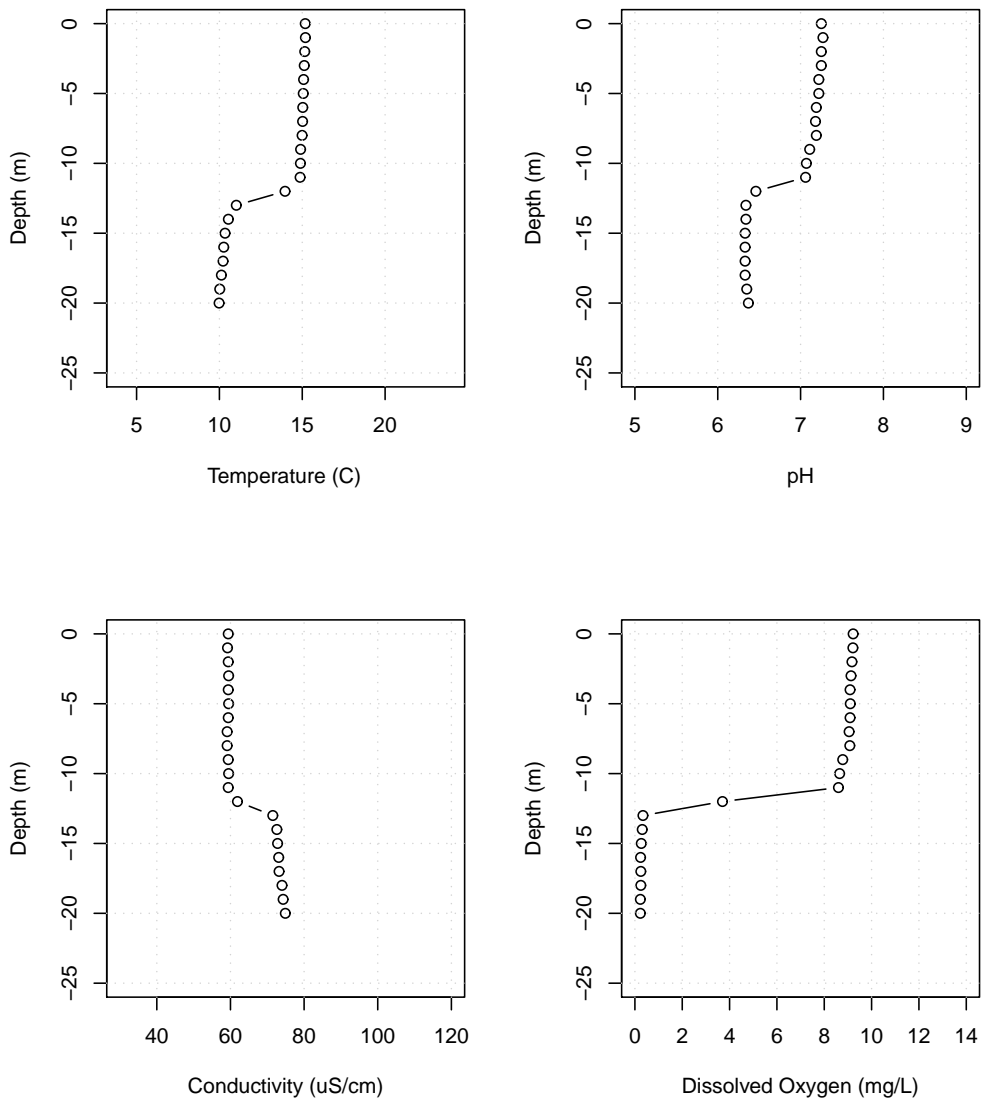 0
−5
−10
−15
−20
−25
Depth (m)
5 10 15 20
Temperature (C)
0
−5
−10
−15
−20
−25
Depth (m)
5 6 7 8 9
pH
0
−5
−10
−15
−20
−25
Depth (m)
40 60 80 100 120
Conductivity (uS/cm)
0
−5
−10
−15
−20
−25
Depth (m)
0 2 4 6 8 10 12 14
Dissolved Oxygen (mg/L)